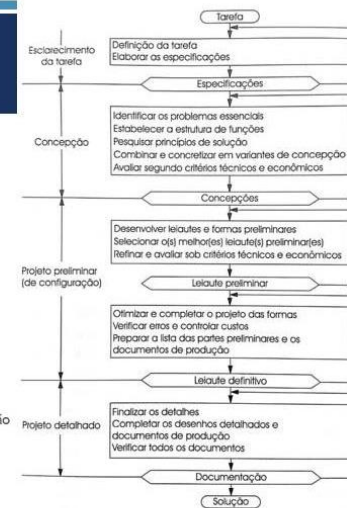 Tarefa
Esclarecimento
da tarefa
Definição da tarefa
Elaborar as especificações
Especificações
Concepção
Identificar os problemas essenciais
Estabelecer a estrutura de funções
Pesquisar princípios de solução
Combinar e concretizar em variantes de concepção
Avaliar segundo critérios técnicos e econômicos
Concepções
Projeto preliminar
(de configuração)
Desenvolver leiautes e formas preliminares
Selecionar o(s) melhor(es) leiaute(s) preliminar(es)
Refinar e avaliar sob critérios técnicos e econômicos
Leiaute preliminar
Otimizar e completar o projeto das formas
Verificar erros e controlar custos
Preparar a lista das partes preliminares e os
documentos de produção
Leiaute definitivo
ão
Projeto detalhado
Finalizar os detalhes
Completar os desenhos detalhados e
documentos de produção
Verificar todos os documentos
Documentação
Solução